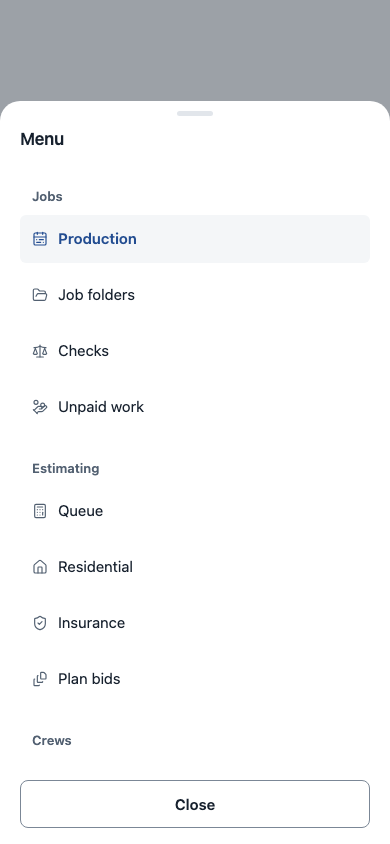 Menu
Jobs
Production
Job folders
Checks
Unpaid work
Estimating
Queue
Residential
Insurance
Plan bids
Crews
Close